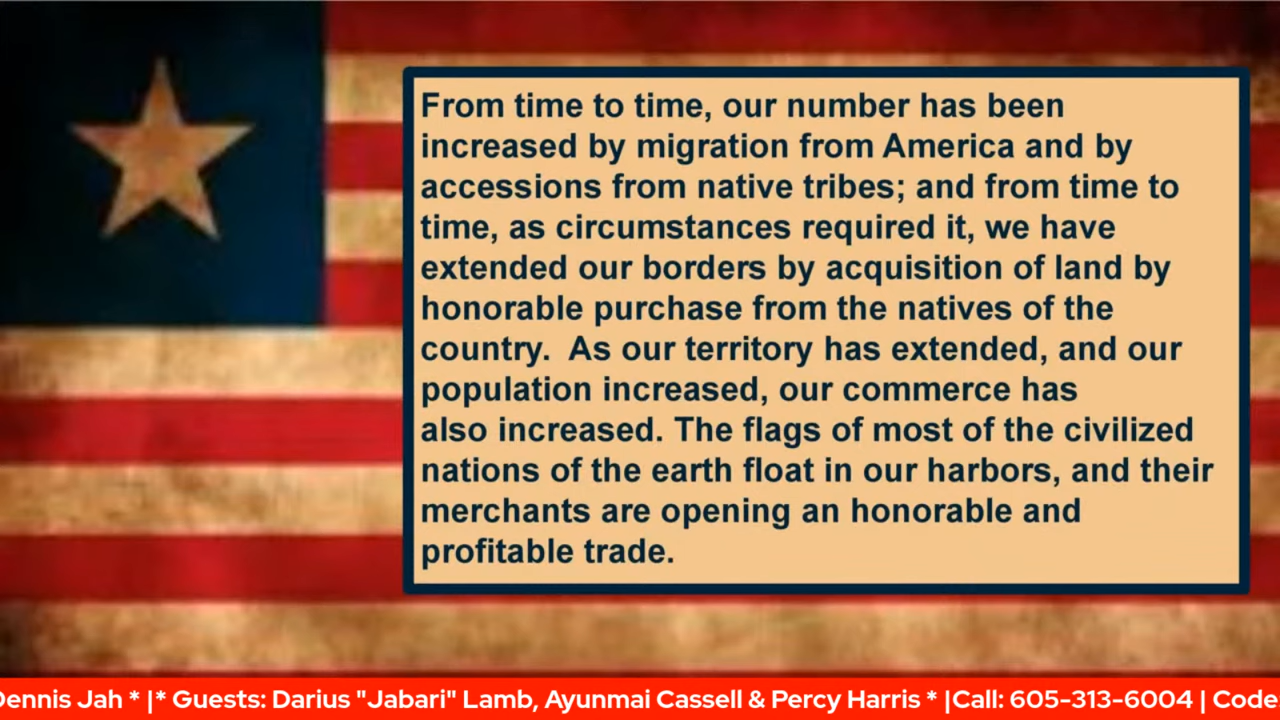 From time to time, our number has been
increased by migration from America and by
accessions from native tribes; and from time to
time, as circumstances required it, we have
extended our borders by acquisition of land by
honorable purchase from the natives of the
country.  As our territory has extended, and our
population increased, our commerce has
also increased. The flags of most of the civilized
nations of the earth float in our harbors, and their
merchants are opening an honorable and
profitable trade.
Dennis Jah * |* Guests: Darius "Jabari" Lamb, Ayunmai Cassell & Percy Harris * |Call: 605-313-6004 | Code